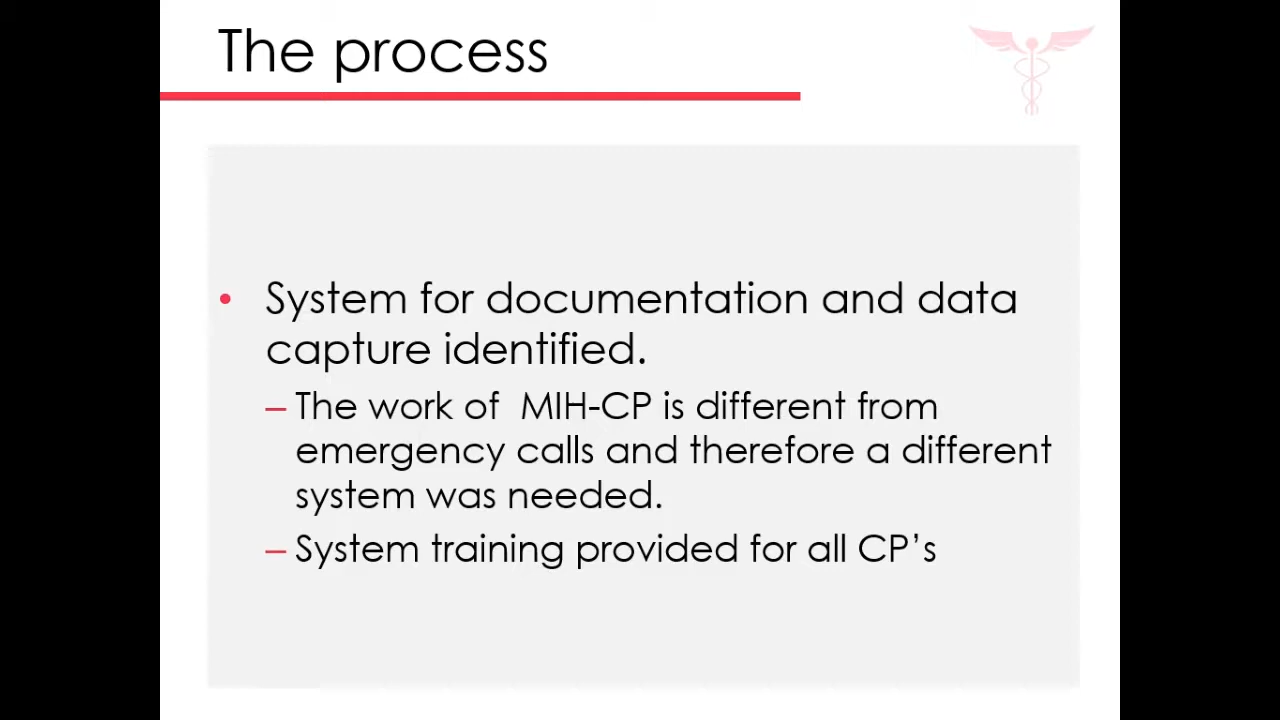 The process
• System for documentation and data
capture identified.
– The work of  MIH-CP is different from
emergency calls and therefore a different
system was needed.
– System training provided for all CP’s